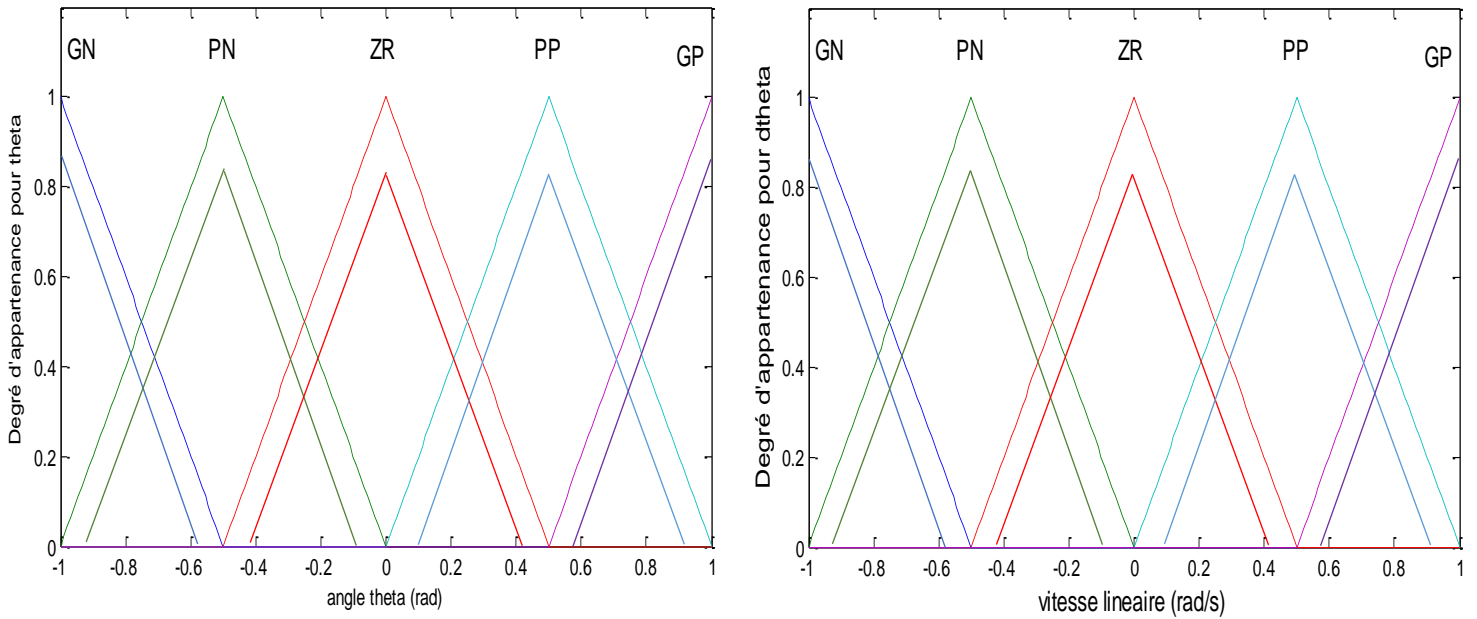 GN PN ZR PP GP
Degré d'appartenance pour theta
1
0.8
0.6
0.4
0.2
0
-1 -0.8 -0.6 -0.4 -0.2 0 0.2 0.4 0.6 0.8 1
angle theta (rad)
GN PN ZR PP GP
Degré d'appartenance pour dtheta
1
0.8
0.6
0.4
0.2
0
-1 -0.8 -0.6 -0.4 -0.2 0 0.2 0.4 0.6 0.8 1
vitesse lineaire (rad/s)